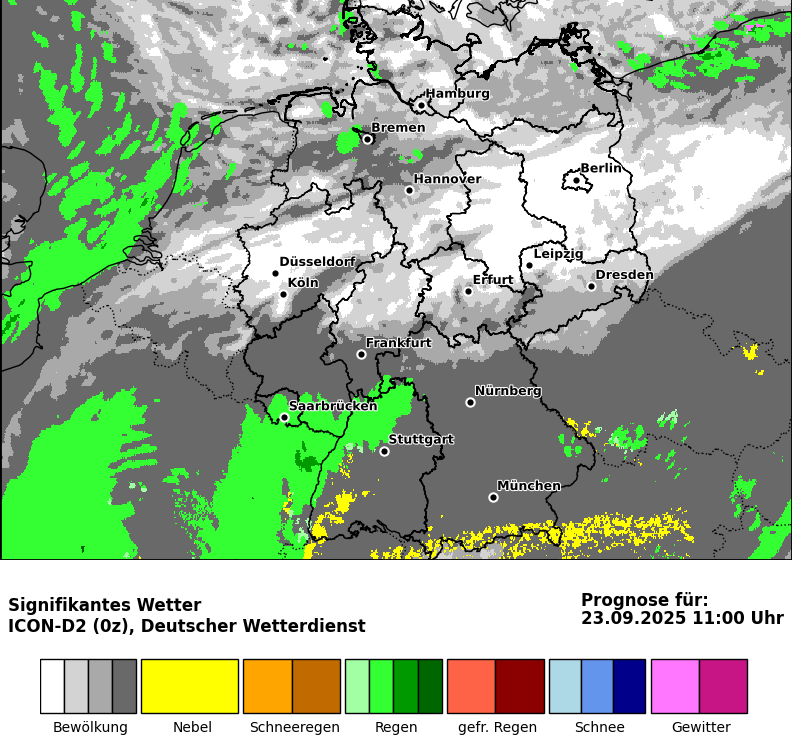 Hamburg
Bremen
Berlin
Hannover
Leipzig
Düsseldorf
Dresden
Köln
Erfurt
Frankfurt
Nürnberg
Saarbrücken
Stuttgart
München
Signifikantes Wetter
ICON-D2 (0z), Deutscher Wetterdienst
Prognose für:
23.09.2025 11:00 Uhr
Bewölkung
Nebel
Schneeregen
Regen
gefr. Regen
Schnee
Gewitter